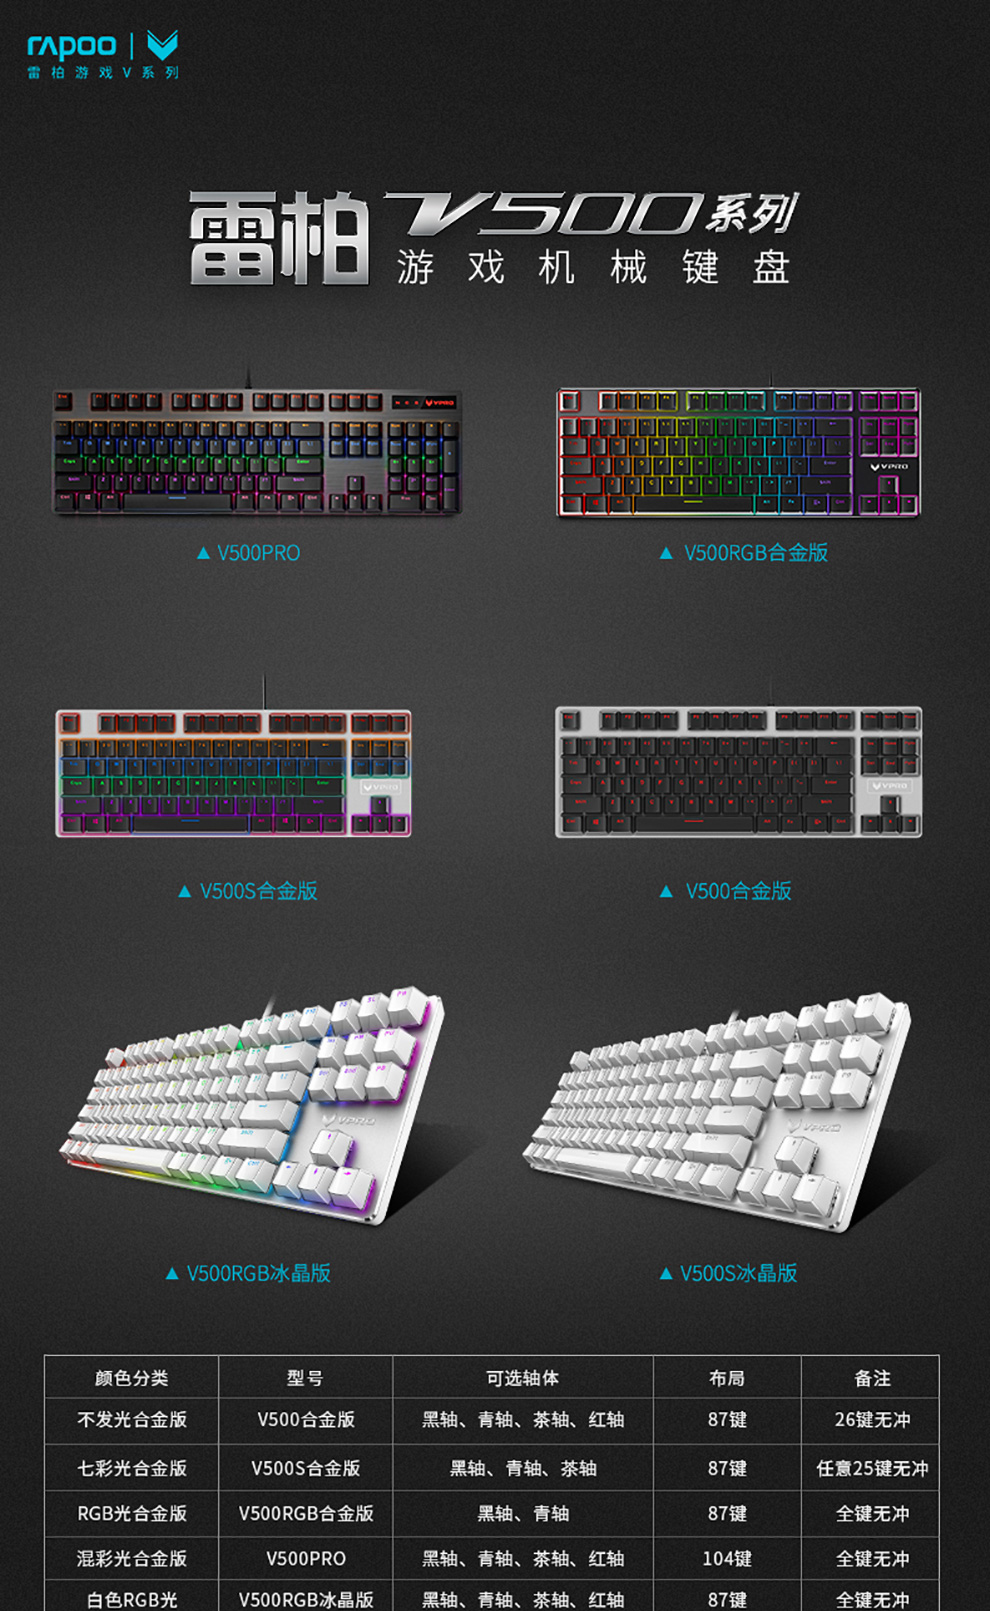 rapoo
雷柏游戏V系列
雷柏 V500系列
游戏机械键盘
▲ V500PRO
▲ V500RGB合金版
▲ V500S合金版
▲ V500合金版
▲ V500RGB冰晶版
▲ V500S冰晶版
颜色分类 型号 可选轴体 布局 备注
不发光合金版 V500合金版 黑轴、青轴、茶轴、红轴 87键 26键无冲
七彩光合金版 V500S合金版 黑轴、青轴、茶轴 87键 任意25键无冲
RGB光合金版 V500RGB合金版 黑轴、青轴 87键 全键无冲
混彩光合金版 V500PRO 黑轴、青轴、茶轴、红轴 104键 全键无冲
白色RGB光 V500RGB冰晶版 黑轴、青轴、茶轴、红轴 87键 全键无冲